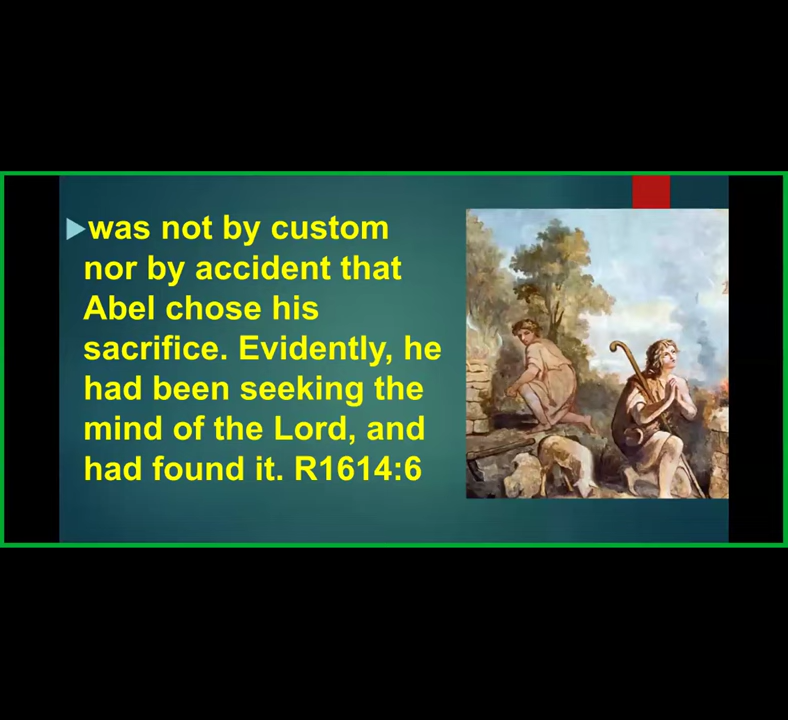 was not by custom
nor by accident that
Abel chose his
sacrifice. Evidently, he
had been seeking the
mind of the Lord, and
had found it. R1614:6